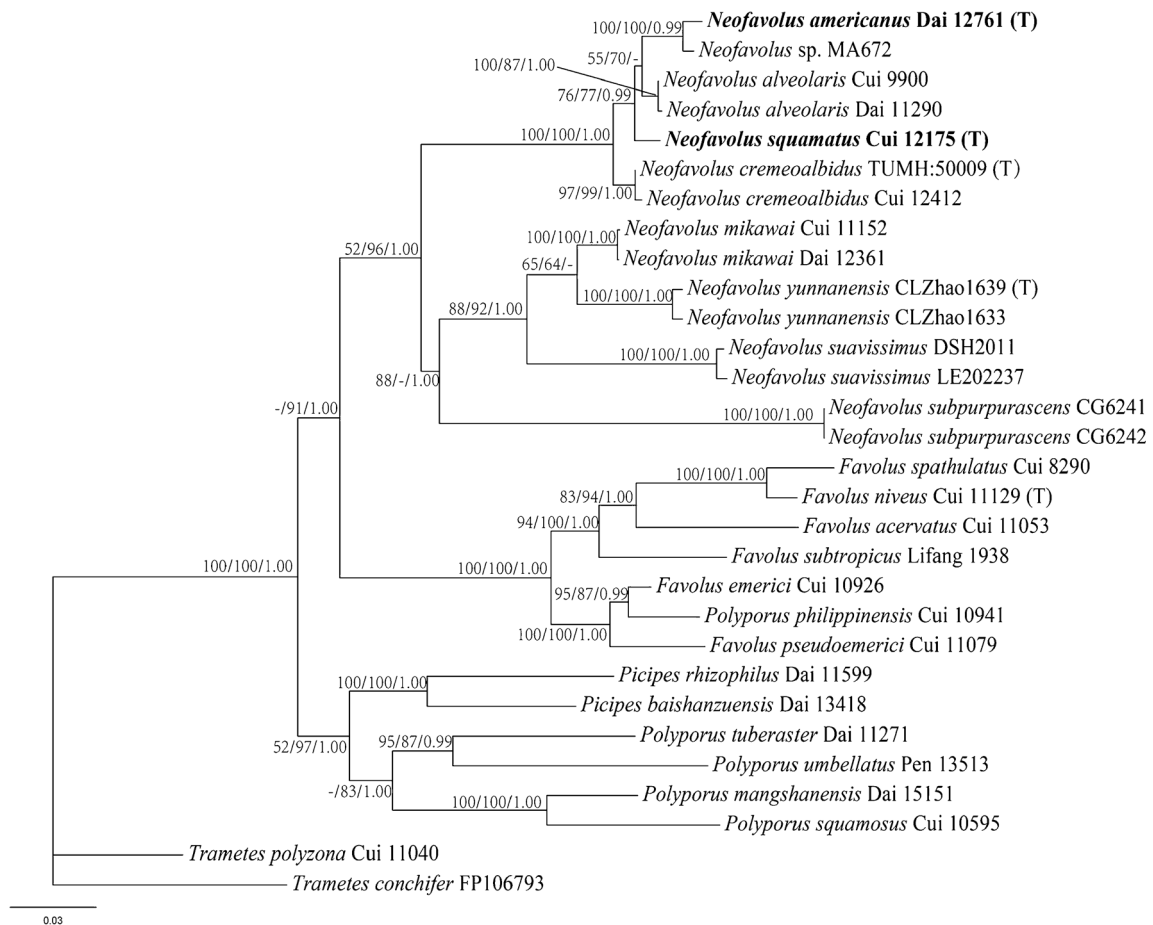 Neofavolus americanus Dai 12761 (T)
100/100/0.99
Neofavolus sp. MA672
55/70/-
100/87/1.00
Neofavolus alveolaris Cui 9900
76/77/0.99
Neofavolus alveolaris Dai 11290
100/100/1.00
Neofavolus squamatus Cui 12175 (T)
Neofavolus cremeoalbidus TUMH:50009 (T)
97/99/1.00
Neofavolus cremeoalbidus Cui 12412
Neofavolus mikawai Cui 11152
100/100/1.00
52/96/1.00
Neofavolus mikawai Dai 12361
65/64/-
Neofavolus yunnanensis CLZhao1639 (T)
100/100/1.00
88/92/1.00
Neofavolus yunnanensis CLZhao1633
Neofavolus suavissimus DSH2011
100/100/1.00
88/-/1.00
Neofavolus suavissimus LE202237
-/91/1.00
Neofavolus subpurpurascens CG6241
100/100/1.00
Neofavolus subpurpurascens CG6242
Favolus spathulatus Cui 8290
100/100/1.00
83/94/1.00
Favolus niveus Cui 11129 (T)
94/100/1.00
Favolus acervatus Cui 11053
Favolus subtropicus Lifang 1938
100/100/1.00
100/100/1.00
Favolus emerici Cui 10926
95/87/0.99
Polyporus philippinensis Cui 10941
100/100/1.00
Favolus pseudoemerici Cui 11079
Picipes rhizophilus Dai 11599
100/100/1.00
Picipes baishanzuensis Dai 13418
Polyporus tuberaster Dai 11271
52/97/1.00
95/87/0.99
Polyporus umbellatus Pen 13513
-/83/1.00
Polyporus mangshanensis Dai 15151
100/100/1.00
Polyporus squamosus Cui 10595
Trametes polyzona Cui 11040
Trametes conchifer FP106793
0.03